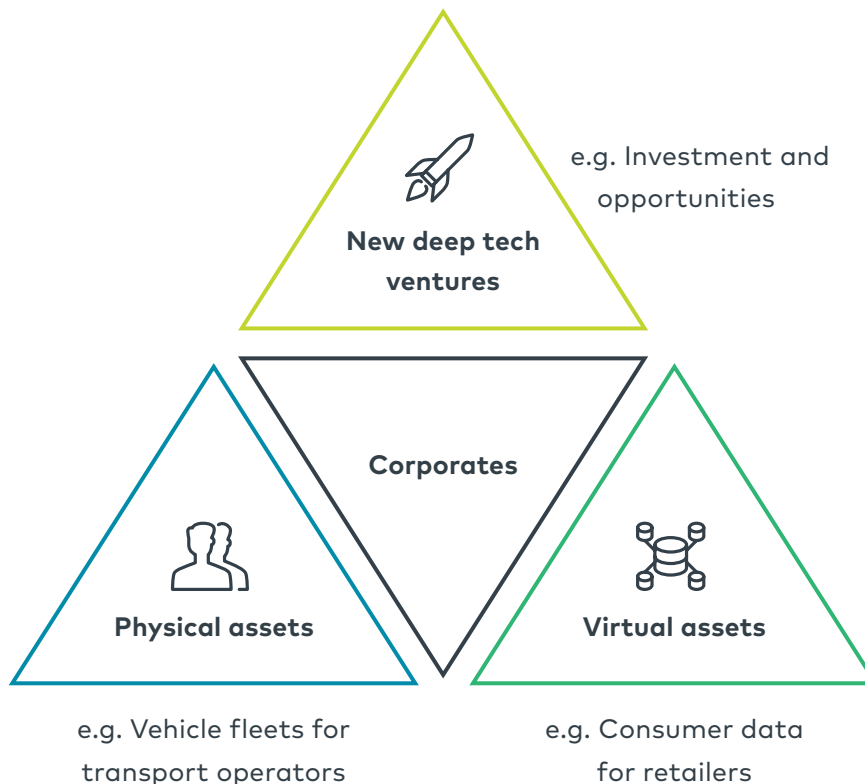 e.g. Investment and
opportunities
New deep tech
ventures
Corporates
Physical assets
Virtual assets
e.g. Vehicle fleets for
transport operators
e.g. Consumer data
for retailers